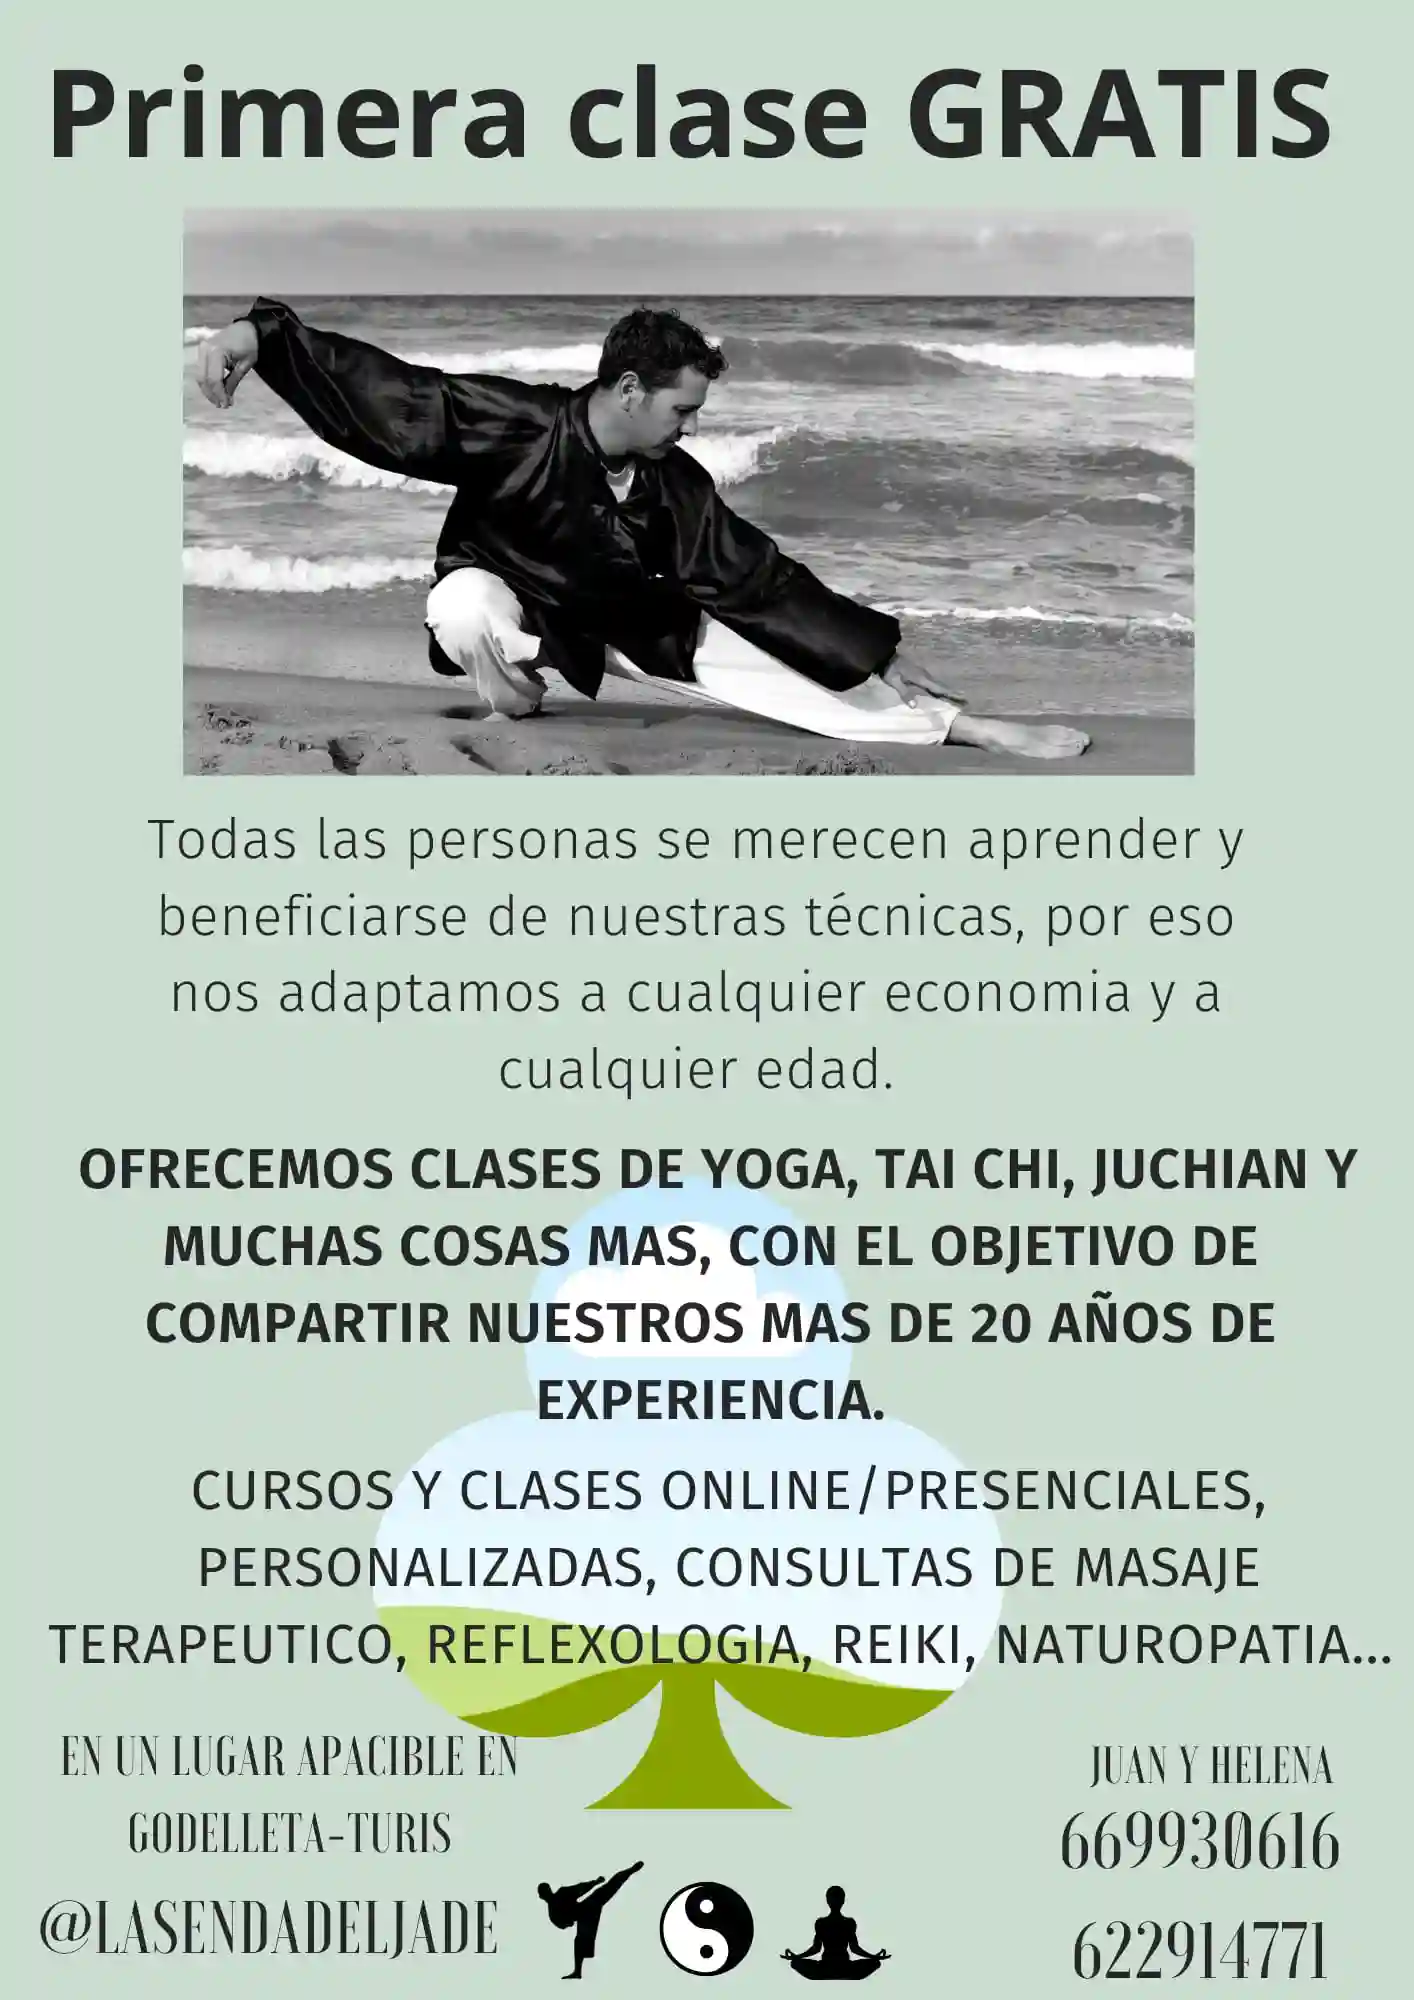 Primera clase GRATIS
Todas las personas se merecen aprender y
beneficiarse de nuestras técnicas, por eso
nos adaptamos a cualquier economia y a
cualquier edad.
OFRECEMOS CLASES DE YOGA, TAI CHI, JUCHIAN Y
MUCHAS COSAS MAS, CON EL OBJETIVO DE
COMPARTIR NUESTROS MAS DE 20 AÑOS DE
EXPERIENCIA.
CURSOS Y CLASES ONLINE/PRESENCIALES,
PERSONALIZADAS, CONSULTAS DE MASAJE
TERAPEUTICO, REFLEXOLOGIA, REIKI, NATUROPATIA...
EN UN LUGAR APACIBLE EN
GODELLETA-TURIS
@LASENDADELJADE
JUAN Y HELENA
669930616
622914771